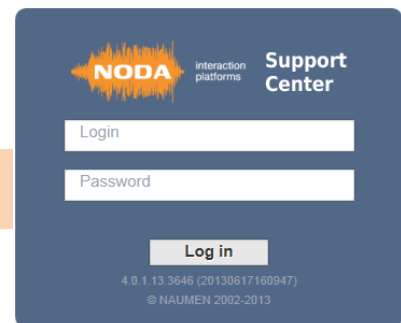 NODA interaction platforms Support Center
Login
Password
Log in
4.0.1.13.3646 (20130617160947)
© NAUMEN 2002-2013